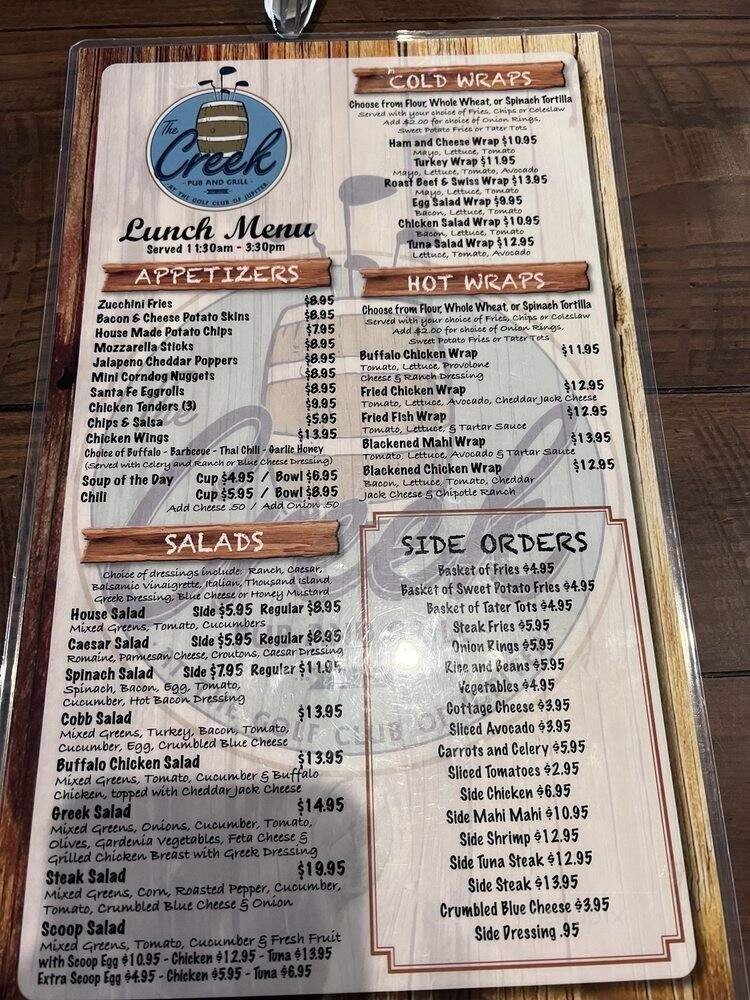 The
Creek
PUB AND GRILL
AT THE GOLF CLUB OF JUPITER
Lunch Menu
Served 11:30am - 3:30pm
APPETIZERS
Zucchini Fries $8.95
Bacon & Cheese Potato Skins $8.95
House Made Potato Chips $7.95
Mozzarella Sticks $8.95
Jalapeno Cheddar Poppers $8.95
Mini Corndog Nuggets $8.95
Santa Fe Eggrolls $8.95
Chicken Tenders (3) $9.95
Chips & Salsa $5.95
Chicken Wings $13.95
Choice of Buffalo - Barbecue - Thai Chili - Garlic Honey
(Served with Celery and Ranch or Blue Cheese Dressing)
Soup of the Day Cup $4.95 / Bowl $6.95
Chili Cup $5.95 / Bowl $8.95
Add Cheese .50 / Add Onion .50
SALADS
Choice of dressings include: Ranch, Caesar,
Balsamic Vinaigrette, Italian, Thousand Island,
Greek Dressing, Blue Cheese or Honey Mustard
House Salad Side $5.95 Regular $8.95
Mixed Greens, Tomato, Cucumbers
Caesar Salad Side $5.95 Regular $8.95
Romaine, Parmesan Cheese, Croutons, Caesar Dressing
Spinach Salad Side $7.95 Regular $11.95
Spinach, Bacon, Egg, Tomato,
Cucumber, Hot Bacon Dressing
Cobb Salad $13.95
Mixed Greens, Turkey, Bacon, Tomato,
Cucumber, Egg, Crumbled Blue Cheese
Buffalo Chicken Salad $13.95
Mixed Greens, Tomato, Cucumber & Buffalo
Chicken, topped with Cheddar Jack Cheese
Greek Salad $14.95
Mixed Greens, Onions, Cucumber, Tomato,
Olives, Gardenia Vegetables, Feta Cheese &
Grilled Chicken Breast with Greek Dressing
Steak Salad $19.95
Mixed Greens, Corn, Roasted Pepper, Cucumber,
Tomato, Crumbled Blue Cheese & Onion
Scoop Salad
Mixed Greens, Tomato, Cucumber & Fresh Fruit
with Scoop Egg $10.95 - Chicken $12.95 - Tuna $13.95
Extra Scoop Egg $4.95 - Chicken $5.95 - Tuna $6.95
COLD WRAPS
Choose from Flour, Whole Wheat, or Spinach Tortilla
Served with your choice of Fries, Chips or Coleslaw
Add $2.00 for choice of Onion Rings,
Sweet Potato Fries or Tater Tots
Ham and Cheese Wrap $10.95
Mayo, Lettuce, Tomato
Turkey Wrap $11.95
Mayo, Lettuce, Tomato, Avocado
Roast Beef & Swiss Wrap $13.95
Mayo, Lettuce, Tomato
Egg Salad Wrap $9.95
Bacon, Lettuce, Tomato
Chicken Salad Wrap $10.95
Bacon, Lettuce, Tomato
Tuna Salad Wrap $12.95
Lettuce, Tomato, Avocado
HOT WRAPS
Choose from Flour, Whole Wheat, or Spinach Tortilla
Served with your choice of Fries, Chips or Coleslaw
Add $2.00 for choice of Onion Rings,
Sweet Potato Fries or Tater Tots
Buffalo Chicken Wrap $11.95
Tomato, Lettuce, Provolone
Cheese & Ranch Dressing
Fried Chicken Wrap $12.95
Tomato, Lettuce, Avocado, Cheddar Jack Cheese
Fried Fish Wrap $12.95
Tomato, Lettuce, & Tartar Sauce
Blackened Mahi Wrap $13.95
Tomato, Lettuce, Avocado & Tartar Sauce
Blackened Chicken Wrap $12.95
Bacon, Lettuce, Tomato, Cheddar
Jack Cheese & Chipotle Ranch
SIDE ORDERS
Basket of Fries $4.95
Basket of Sweet Potato Fries $4.95
Basket of Tater Tots $4.95
Steak Fries $5.95
Onion Rings $5.95
Rice and Beans $5.95
Vegetables $4.95
Cottage Cheese $3.95
Sliced Avocado $3.95
Carrots and Celery $5.95
Sliced Tomatoes $2.95
Side Chicken $6.95
Side Mahi Mahi $10.95
Side Shrimp $12.95
Side Tuna Steak $12.95
Side Steak $13.95
Crumbled Blue Cheese $3.95
Side Dressing .95